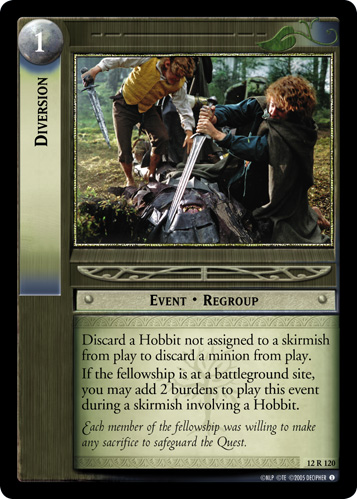 1
Diversion
Event • Regroup
Discard a Hobbit not assigned to a skirmish
from play to discard a minion from play.
If the fellowship is at a battleground site,
you may add 2 burdens to play this event
during a skirmish involving a Hobbit.
Each member of the fellowship was willing to make
any sacrifice to safeguard the Quest.
12 R 120
©NLP ©TE ©2005 DECIPHER